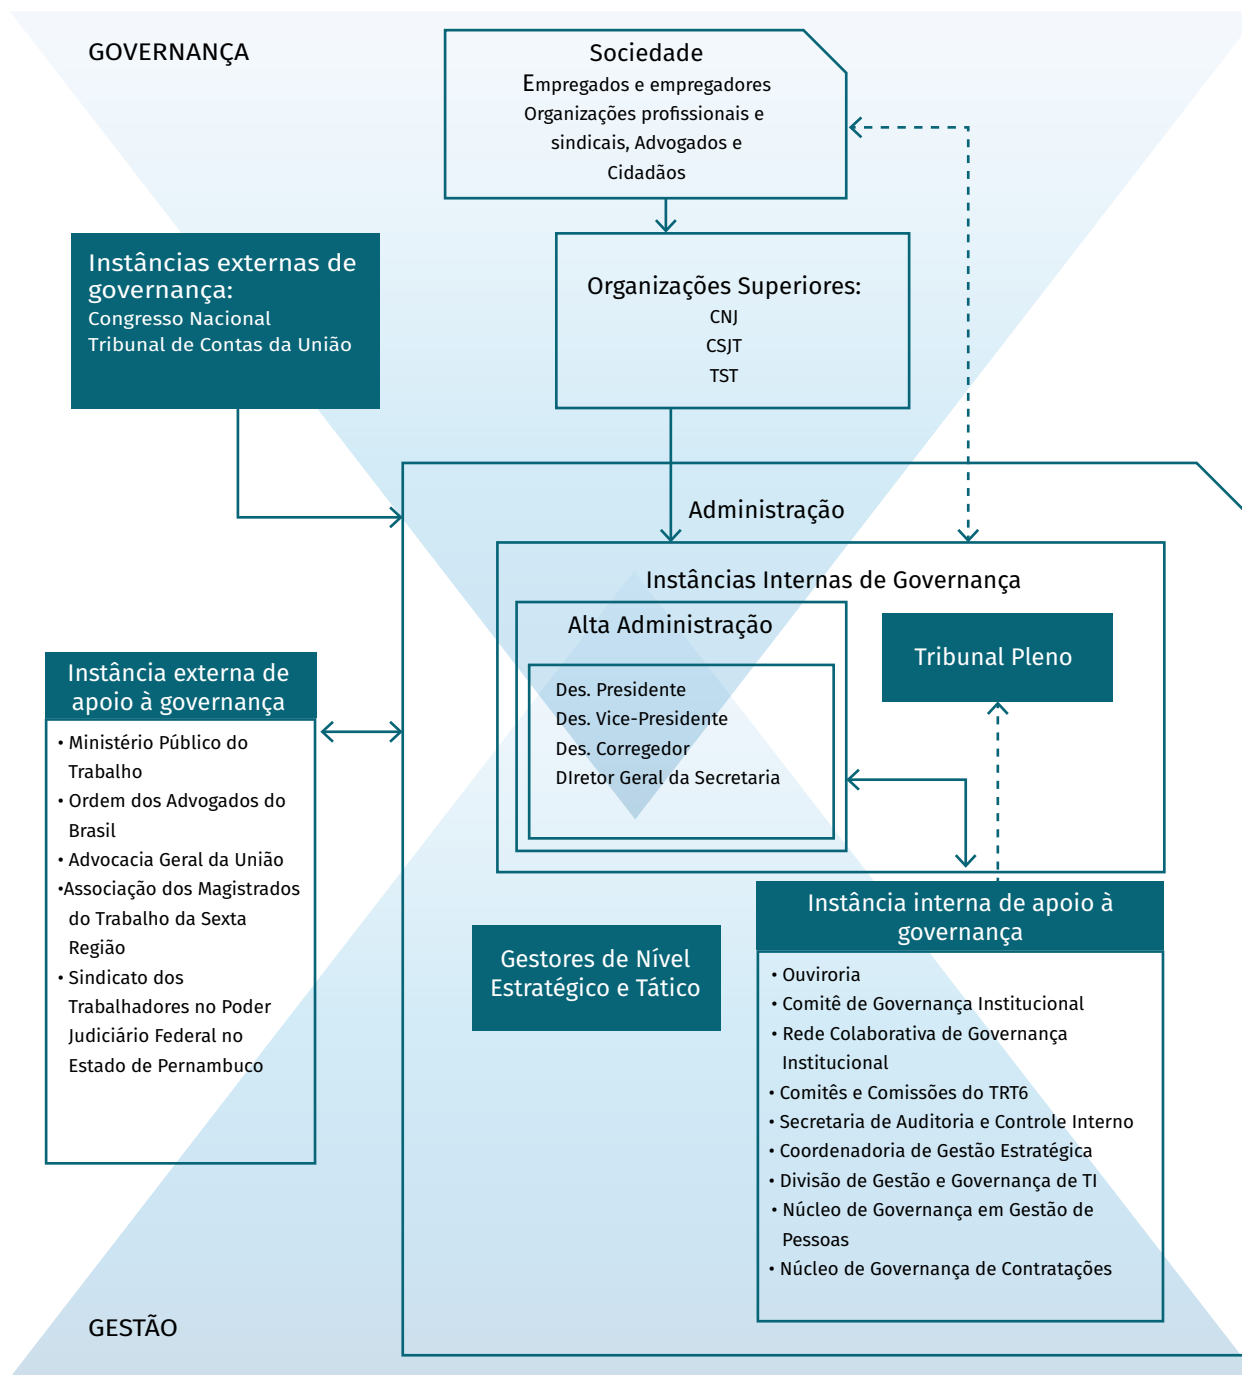 GOVERNANÇA
Sociedade
Empregados e empregadores
Organizações profissionais e
sindicais, Advogados e
Cidadãos
Instâncias externas de
governança:
Congresso Nacional
Tribunal de Contas da União
Organizações Superiores:
CNJ
CSJT
TST
Administração
Instâncias Internas de Governança
Alta Administração
Des. Presidente
Des. Vice-Presidente
Des. Corregedor
DIretor Geral da Secretaria
Tribunal Pleno
Instância externa de
apoio à governança
• Ministério Público do
Trabalho
• Ordem dos Advogados do
Brasil
• Advocacia Geral da União
•Associação dos Magistrados
do Trabalho da Sexta
Região
• Sindicato dos
Trabalhadores no Poder
Judiciário Federal no
Estado de Pernambuco
Gestores de Nível
Estratégico e Tático
Instância interna de apoio à
governança
• Ouviroria
• Comitê de Governança Institucional
• Rede Colaborativa de Governança
Institucional
• Comitês e Comissões do TRT6
• Secretaria de Auditoria e Controle Interno
• Coordenadoria de Gestão Estratégica
• Divisão de Gestão e Governança de TI
• Núcleo de Governança em Gestão de
Pessoas
• Núcleo de Governança de Contratações
GESTÃO